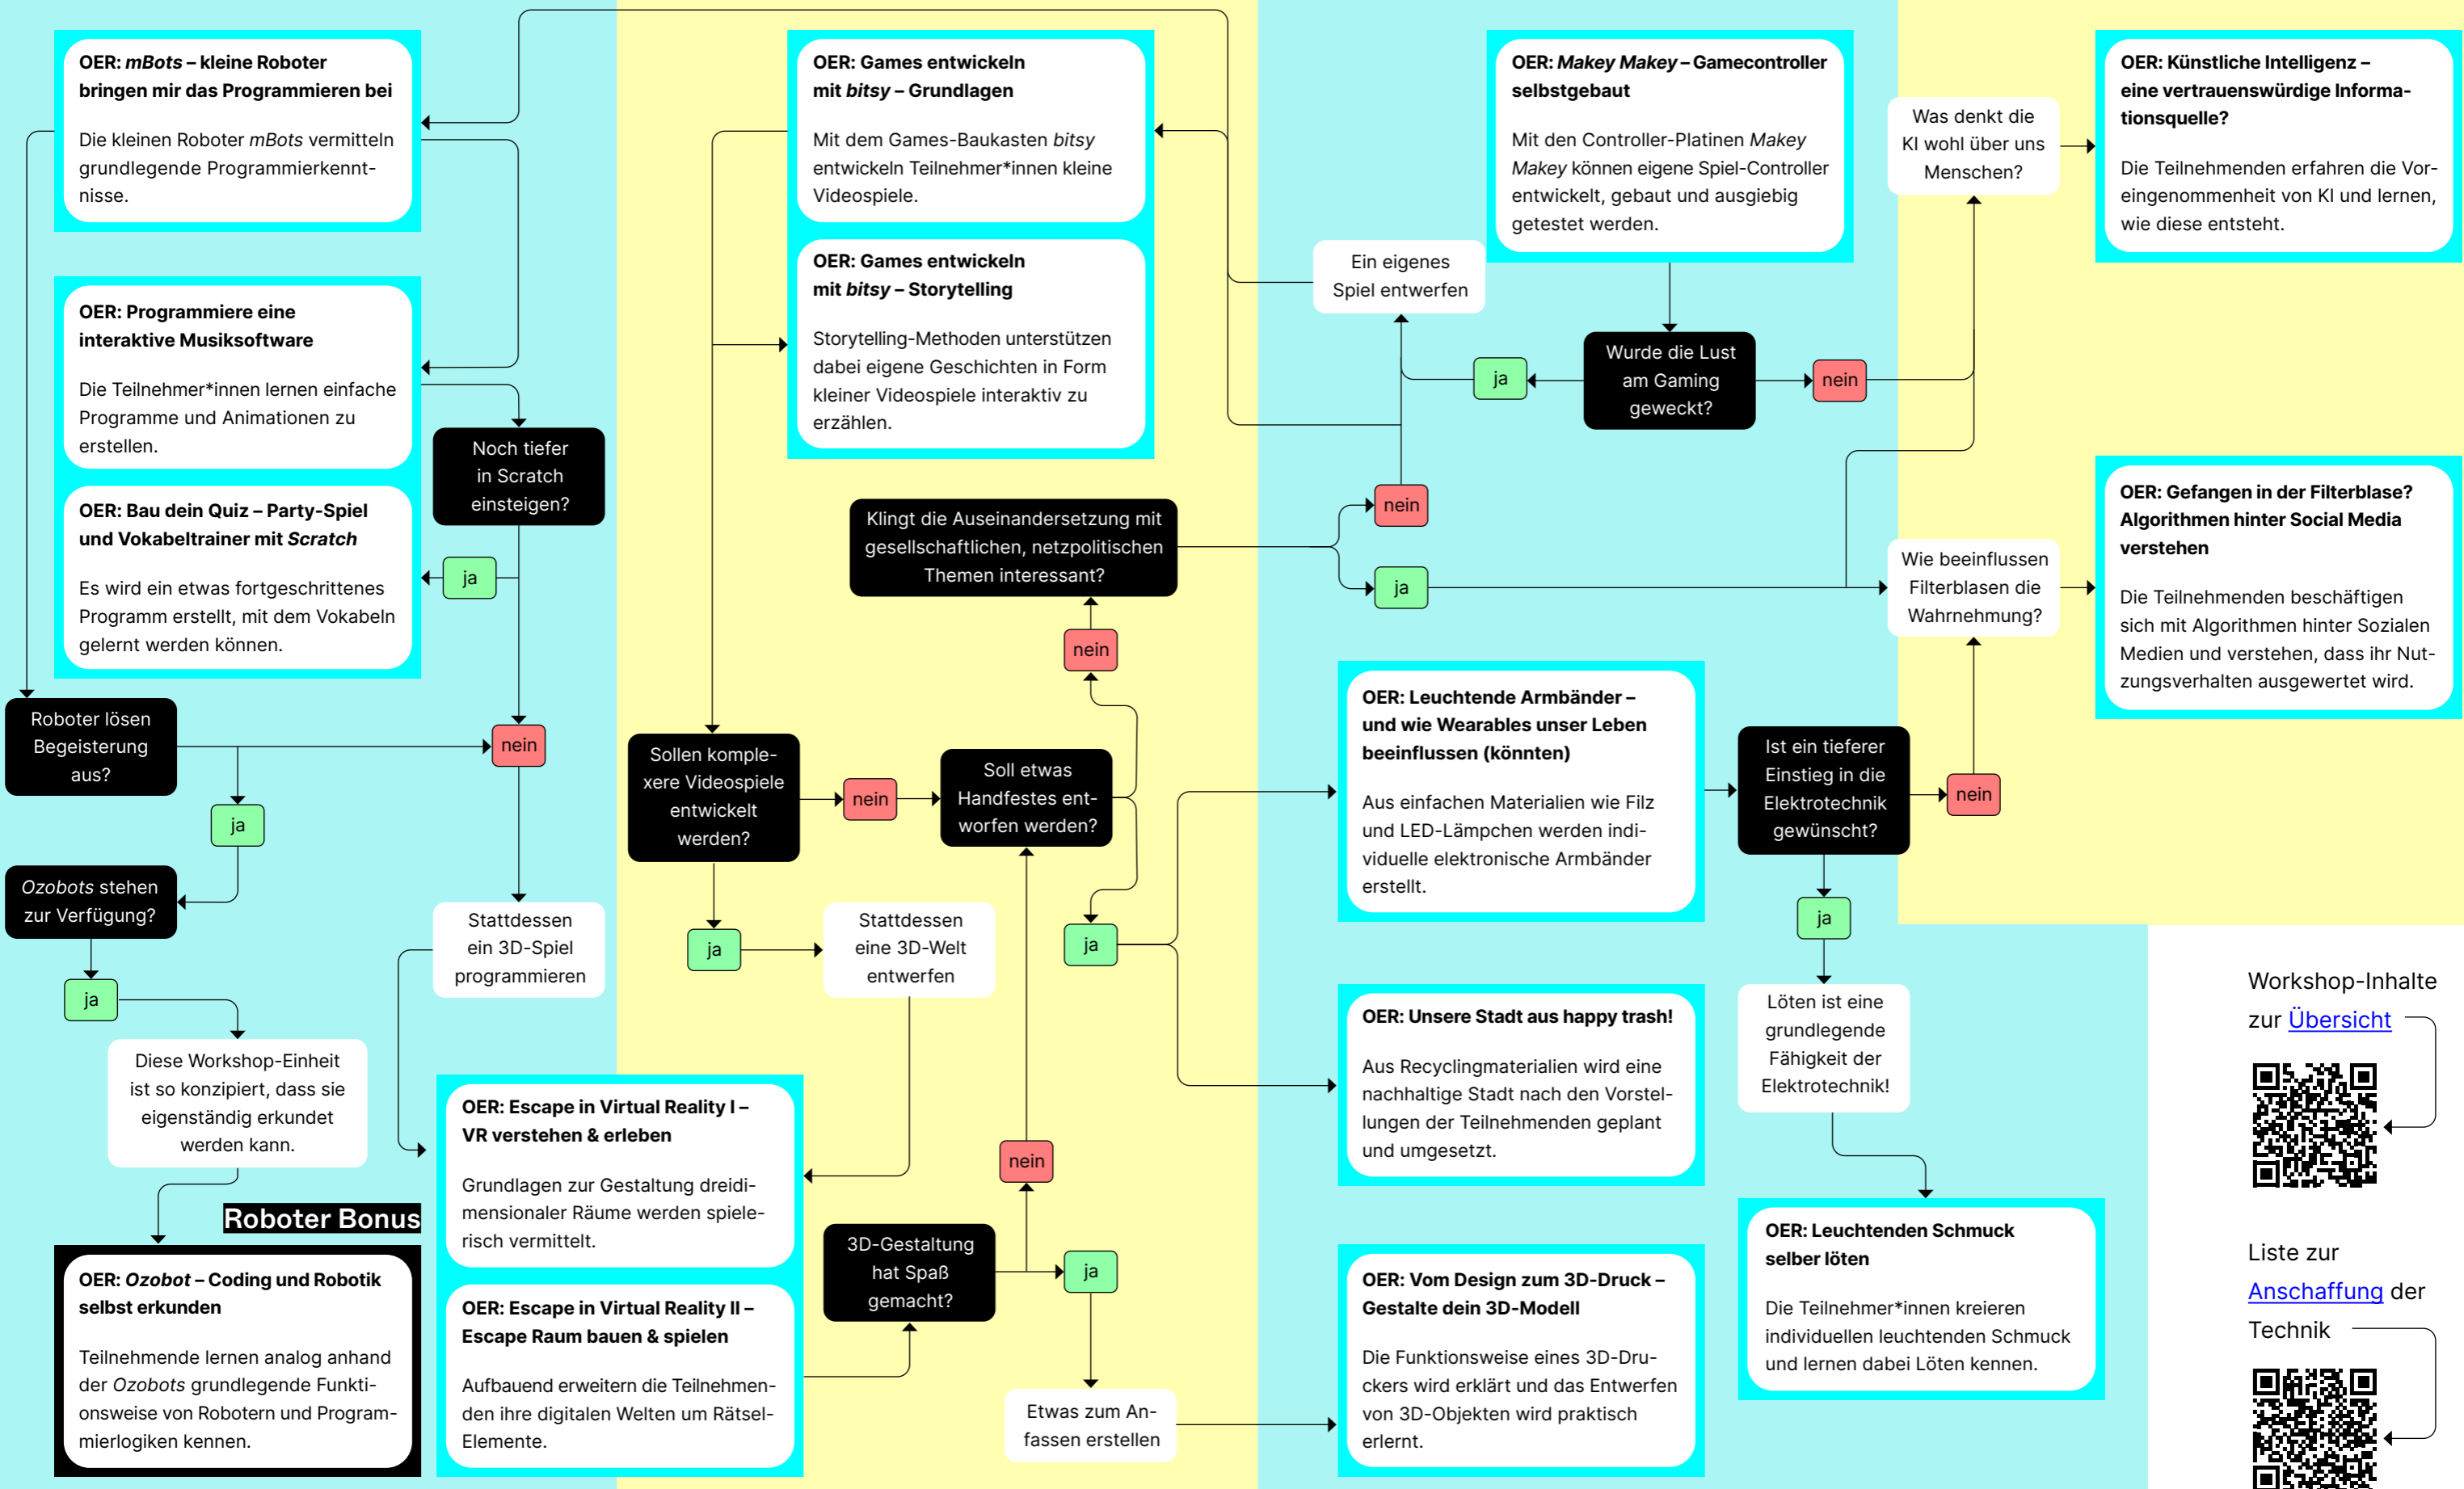 OER: mBots – kleine Roboter
bringen mir das Programmieren bei
Die kleinen Roboter mBots vermitteln
grundlegende Programmierkennt-
nisse.
OER: Programmiere eine
interaktive Musiksoftware
Die Teilnehmer*innen lernen einfache
Programme und Animationen zu
erstellen.
OER: Bau dein Quiz – Party-Spiel
und Vokabeltrainer mit Scratch
Es wird ein etwas fortgeschrittenes
Programm erstellt, mit dem Vokabeln
gelernt werden können.
Noch tiefer
in Scratch
einsteigen?
ja
Roboter lösen
Begeisterung
aus?
nein
ja
Ozobots stehen
zur Verfügung?
ja
Stattdessen
ein 3D-Spiel
programmieren
Diese Workshop-Einheit
ist so konzipiert, dass sie
eigenständig erkundet
werden kann.
Roboter Bonus
OER: Ozobot – Coding und Robotik
selbst erkunden
Teilnehmende lernen analog anhand
der Ozobots grundlegende Funkti-
onsweise von Robotern und Program-
mierlogiken kennen.
OER: Games entwickeln
mit bitsy – Grundlagen
Mit dem Games-Baukasten bitsy
entwickeln Teilnehmer*innen kleine
Videospiele.
OER: Games entwickeln
mit bitsy – Storytelling
Storytelling-Methoden unterstützen
dabei eigene Geschichten in Form
kleiner Videospiele interaktiv zu
erzählen.
Klingt die Auseinandersetzung mit
gesellschaftlichen, netzpolitischen
Themen interessant?
nein
ja
nein
Sollen komple-
xere Videospiele
entwickelt
werden?
nein
Soll etwas
Handfestes ent-
worfen werden?
ja
Stattdessen
eine 3D-Welt
entwerfen
ja
OER: Escape in Virtual Reality I –
VR verstehen & erleben
Grundlagen zur Gestaltung dreidi-
mensionaler Räume werden spiele-
risch vermittelt.
OER: Escape in Virtual Reality II –
Escape Raum bauen & spielen
Aufbauend erweitern die Teilnehmen-
den ihre digitalen Welten um Rätsel-
Elemente.
nein
3D-Gestaltung
hat Spaß
gemacht?
ja
Etwas zum An-
fassen erstellen
OER: Makey Makey – Gamecontroller
selbstgebaut
Mit den Controller-Platinen Makey
Makey können eigene Spiel-Controller
entwickelt, gebaut und ausgiebig
getestet werden.
Ein eigenes
Spiel entwerfen
ja
Wurde die Lust
am Gaming
geweckt?
nein
Was denkt die
KI wohl über uns
Menschen?
OER: Künstliche Intelligenz –
eine vertrauenswürdige Informa-
tionsquelle?
Die Teilnehmenden erfahren die Vor-
eingenommenheit von KI und lernen,
wie diese entsteht.
Wie beeinflussen
Filterblasen die
Wahrnehmung?
OER: Gefangen in der Filterblase?
Algorithmen hinter Social Media
verstehen
Die Teilnehmenden beschäftigen
sich mit Algorithmen hinter Sozialen
Medien und verstehen, dass ihr Nut-
zungsverhalten ausgewertet wird.
OER: Leuchtende Armbänder –
und wie Wearables unser Leben
beeinflussen (könnten)
Aus einfachen Materialien wie Filz
und LED-Lämpchen werden indi-
viduelle elektronische Armbänder
erstellt.
Ist ein tieferer
Einstieg in die
Elektrotechnik
gewünscht?
nein
ja
Löten ist eine
grundlegende
Fähigkeit der
Elektrotechnik!
OER: Unsere Stadt aus happy trash!
Aus Recyclingmaterialien wird eine
nachhaltige Stadt nach den Vorstel-
lungen der Teilnehmenden geplant
und umgesetzt.
OER: Vom Design zum 3D-Druck –
Gestalte dein 3D-Modell
Die Funktionsweise eines 3D-Dru-
ckers wird erklärt und das Entwerfen
von 3D-Objekten wird praktisch
erlernt.
OER: Leuchtenden Schmuck
selber löten
Die Teilnehmer*innen kreieren
individuellen leuchtenden Schmuck
und lernen dabei Löten kennen.
Workshop-Inhalte
zur Übersicht
Liste zur
Anschaffung der
Technik